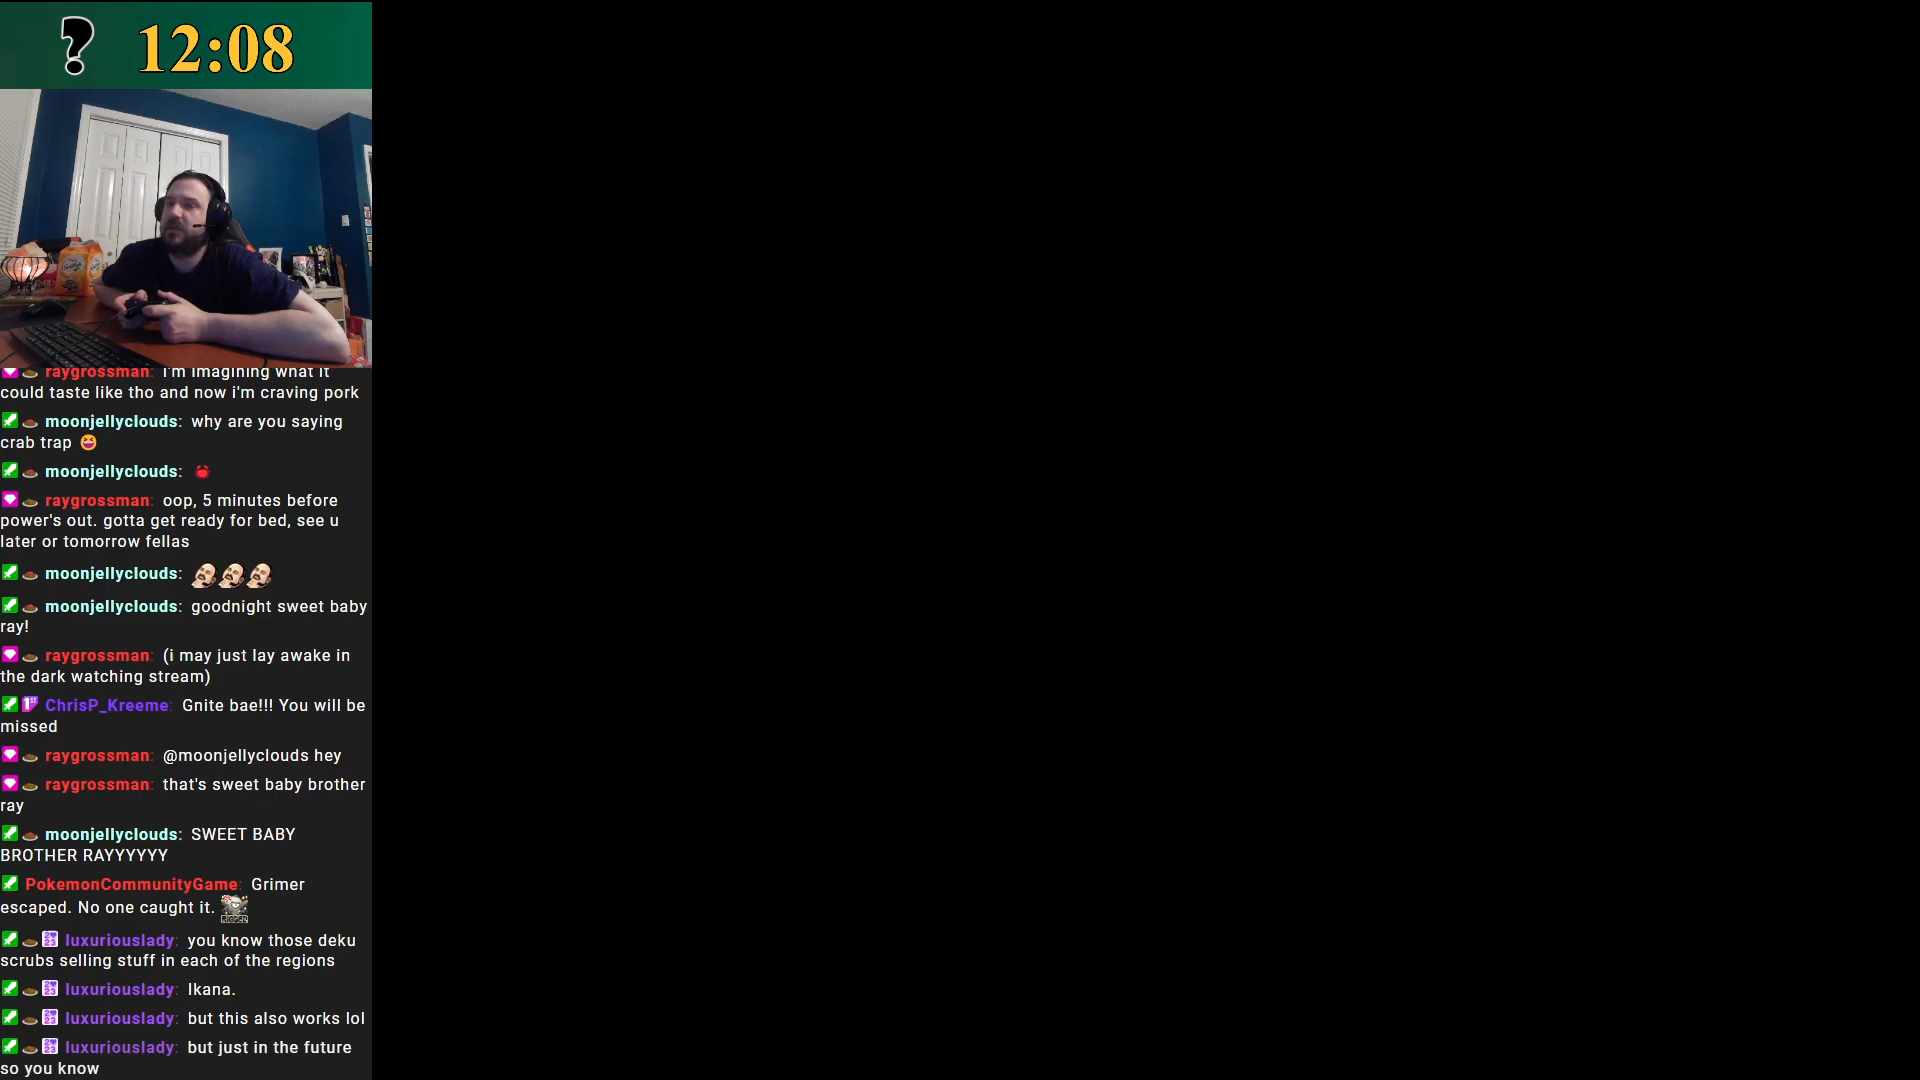 ? 12:08
raygrossman: i'm imagining what it
could taste like tho and now i'm craving pork
moonjellyclouds: why are you saying
crab trap 😆
moonjellyclouds: 🦀
raygrossman: oop, 5 minutes before
power's out. gotta get ready for bed, see u
later or tomorrow fellas
moonjellyclouds:
moonjellyclouds: goodnight sweet baby
ray!
raygrossman: (i may just lay awake in
the dark watching stream)
ChrisP_Kreeme: Gnite bae!!! You will be
missed
raygrossman: @moonjellyclouds hey
raygrossman: that's sweet baby brother
ray
moonjellyclouds: SWEET BABY
BROTHER RAYYYYYY
PokemonCommunityGame: Grimer
escaped. No one caught it.
luxuriouslady: you know those deku
scrubs selling stuff in each of the regions
luxuriouslady: Ikana.
luxuriouslady: but this also works lol
luxuriouslady: but just in the future
so you know